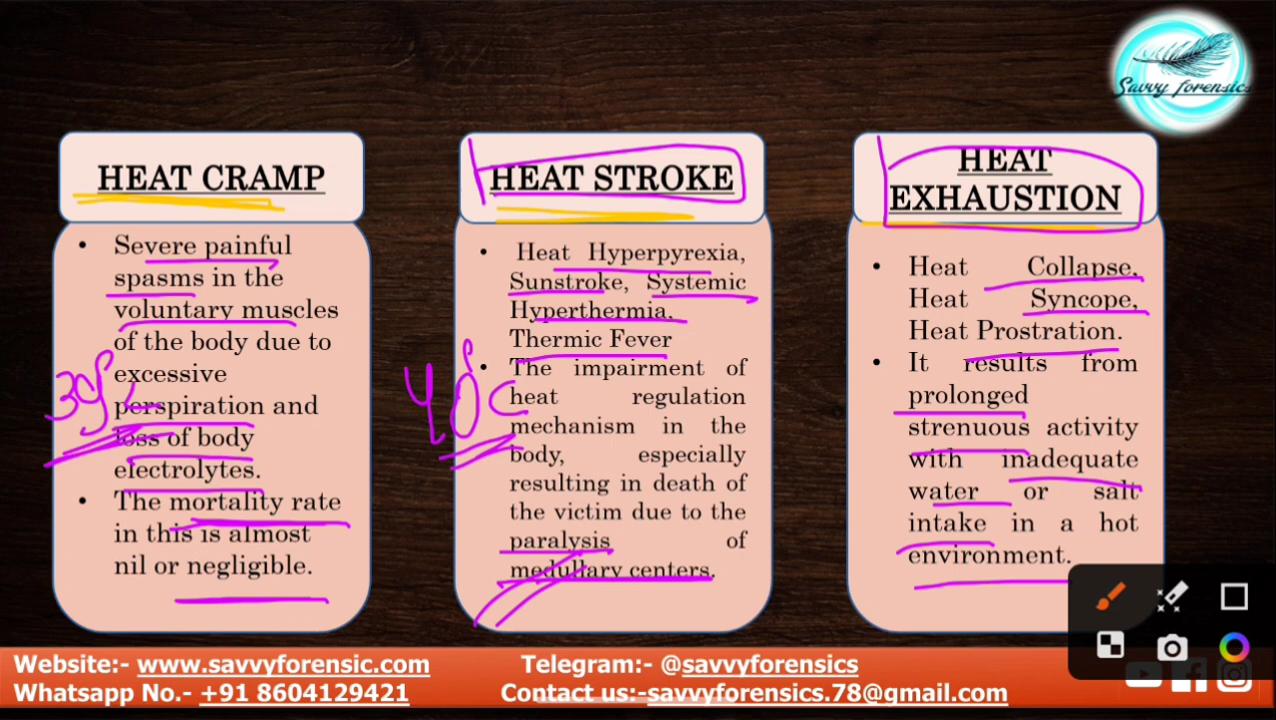 Savvy forensics
HEAT CRAMP
• Severe painful
spasms in the
voluntary muscles
of the body due to
excessive
perspiration and
loss of body
electrolytes.
• The mortality rate
in this is almost
nil or negligible.
HEAT STROKE
• Heat Hyperpyrexia,
Sunstroke, Systemic
Hyperthermia,
Thermic Fever
• The impairment of
heat regulation
mechanism in the
body, especially
resulting in death of
the victim due to the
paralysis of
medullary centers.
40°C
HEAT
EXHAUSTION
• Heat Collapse,
Heat Syncope,
Heat Prostration.
• It results from
prolonged
strenuous activity
with inadequate
water or salt
intake in a hot
environment.
Website:- www.savvyforensic.com
Telegram:- @savvyforensics
Whatsapp No.- +91 8604129421
Contact us:-savvyforensics.78@gmail.com